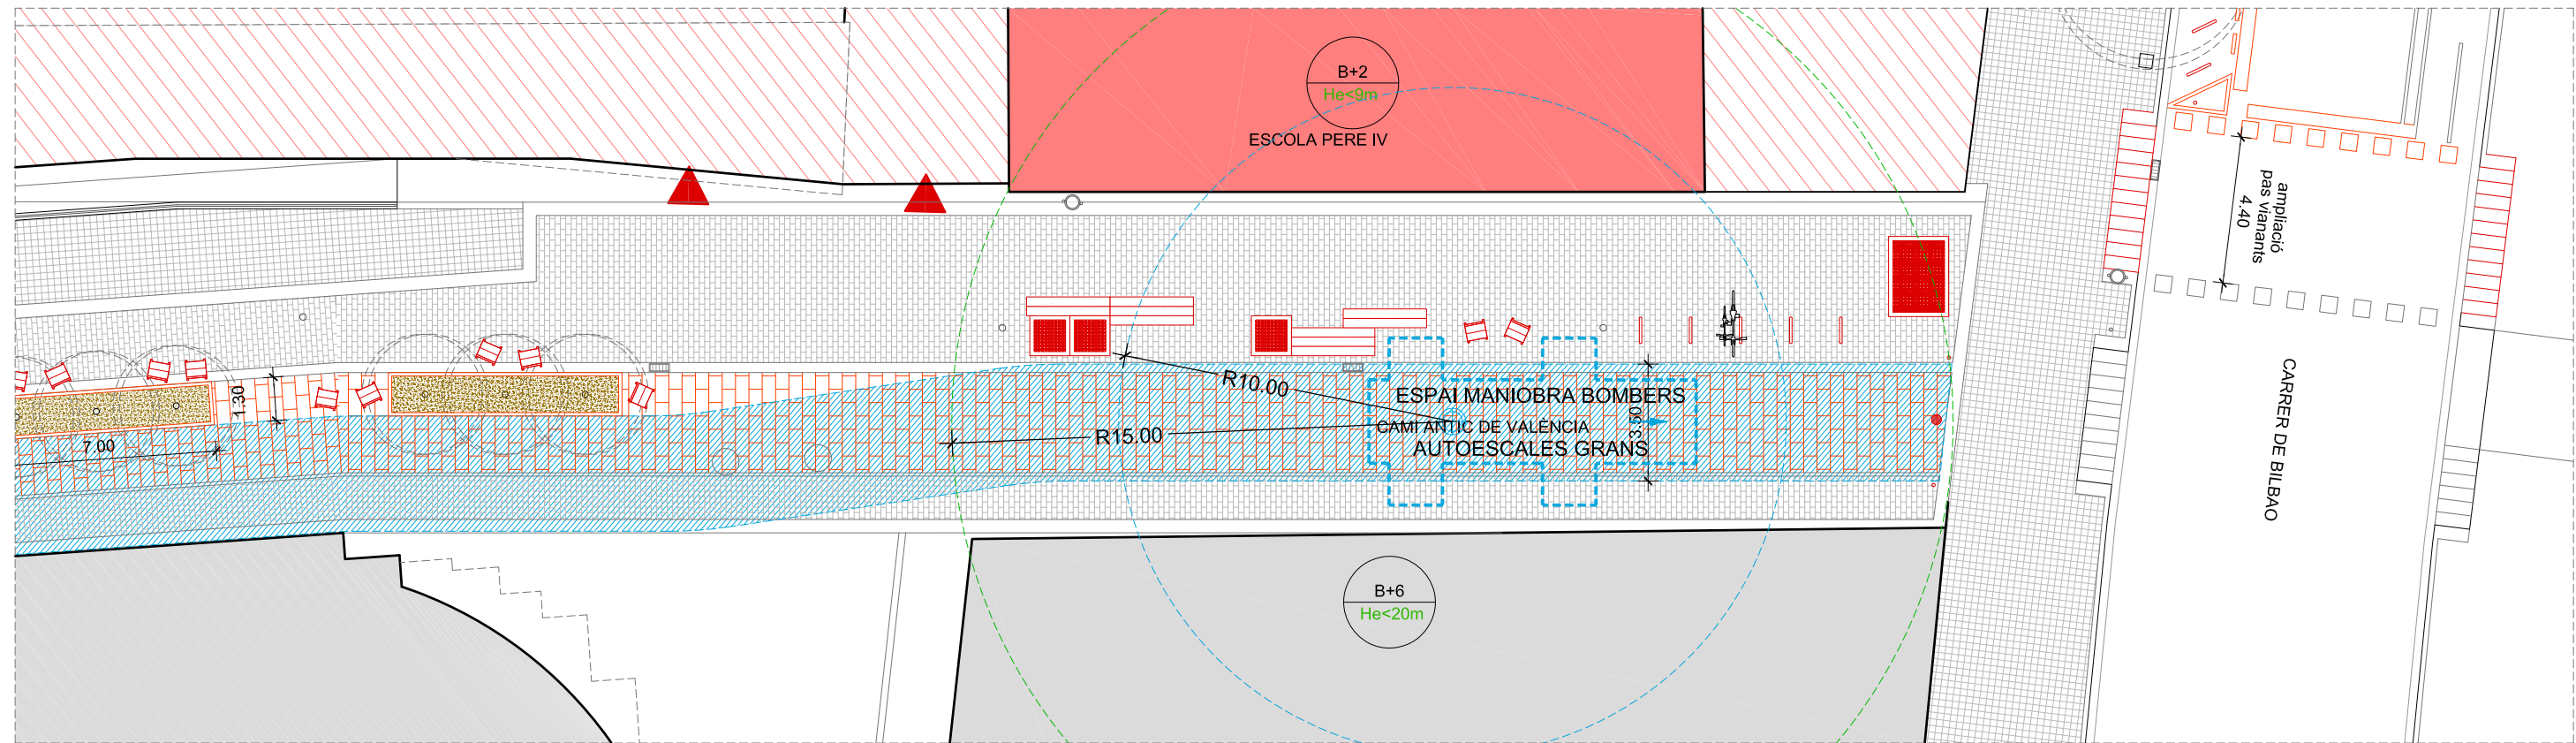 B+2
He<9m
ESCOLA PERE IV
ampliació
pas vianants
4.40
1.30
7.00
R10.00
R15.00
ESPAI MANIOBRA BOMBERS
CAMÍ ANTIC DE VALÈNCIA
AUTOESCALES GRANS
3.50
CARRER DE BILBAO
B+6
He<20m